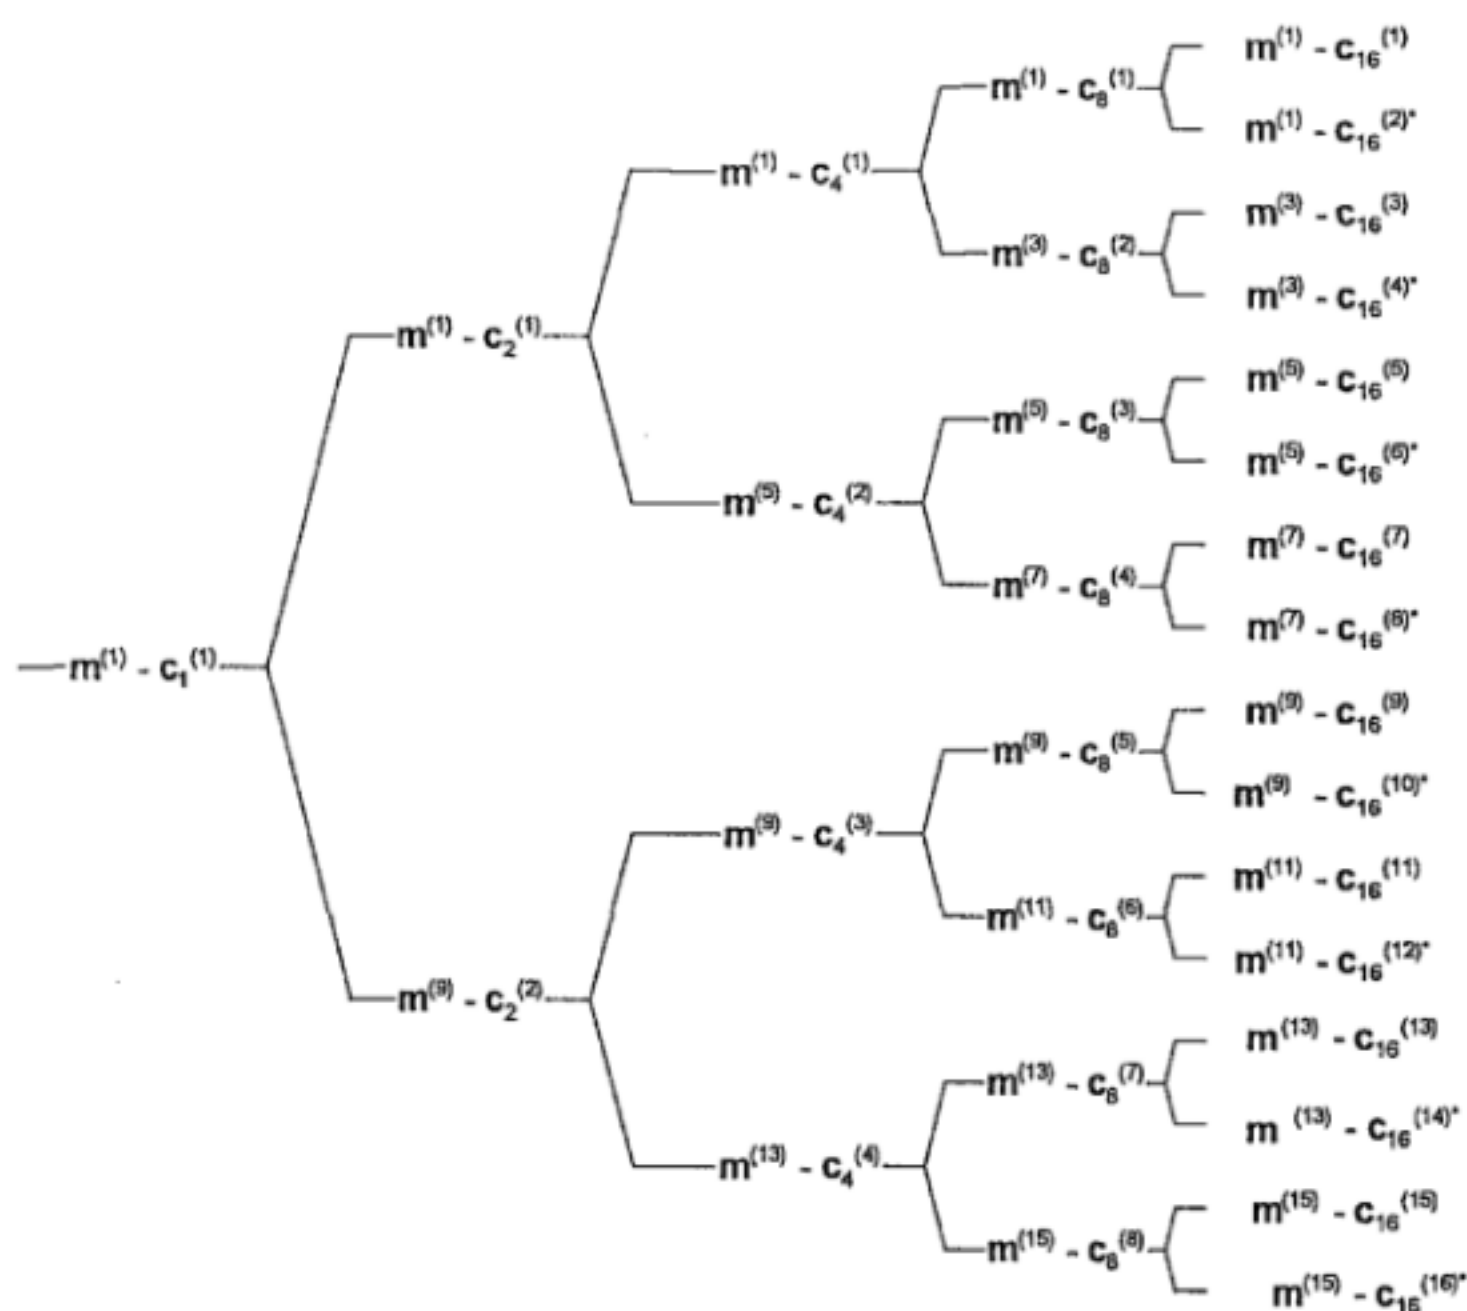 m(1) - c1(1)
m(1) - c2(1)
m(9) - c2(2)
m(1) - c4(1)
m(5) - c4(2)
m(9) - c4(3)
m(13) - c4(4)
m(1) - c8(1)
m(3) - c8(2)
m(5) - c8(3)
m(7) - c8(4)
m(9) - c8(5)
m(11) - c8(6)
m(13) - c8(7)
m(15) - c8(8)
m(1) - c16(1)
m(1) - c16(2)*
m(3) - c16(3)
m(3) - c16(4)*
m(5) - c16(5)
m(5) - c16(6)*
m(7) - c16(7)
m(7) - c16(8)*
m(9) - c16(9)
m(9) - c16(10)*
m(11) - c16(11)
m(11) - c16(12)*
m(13) - c16(13)
m (13) - c16(14)*
m(15) - c16(15)
m(15) - c16(16)*